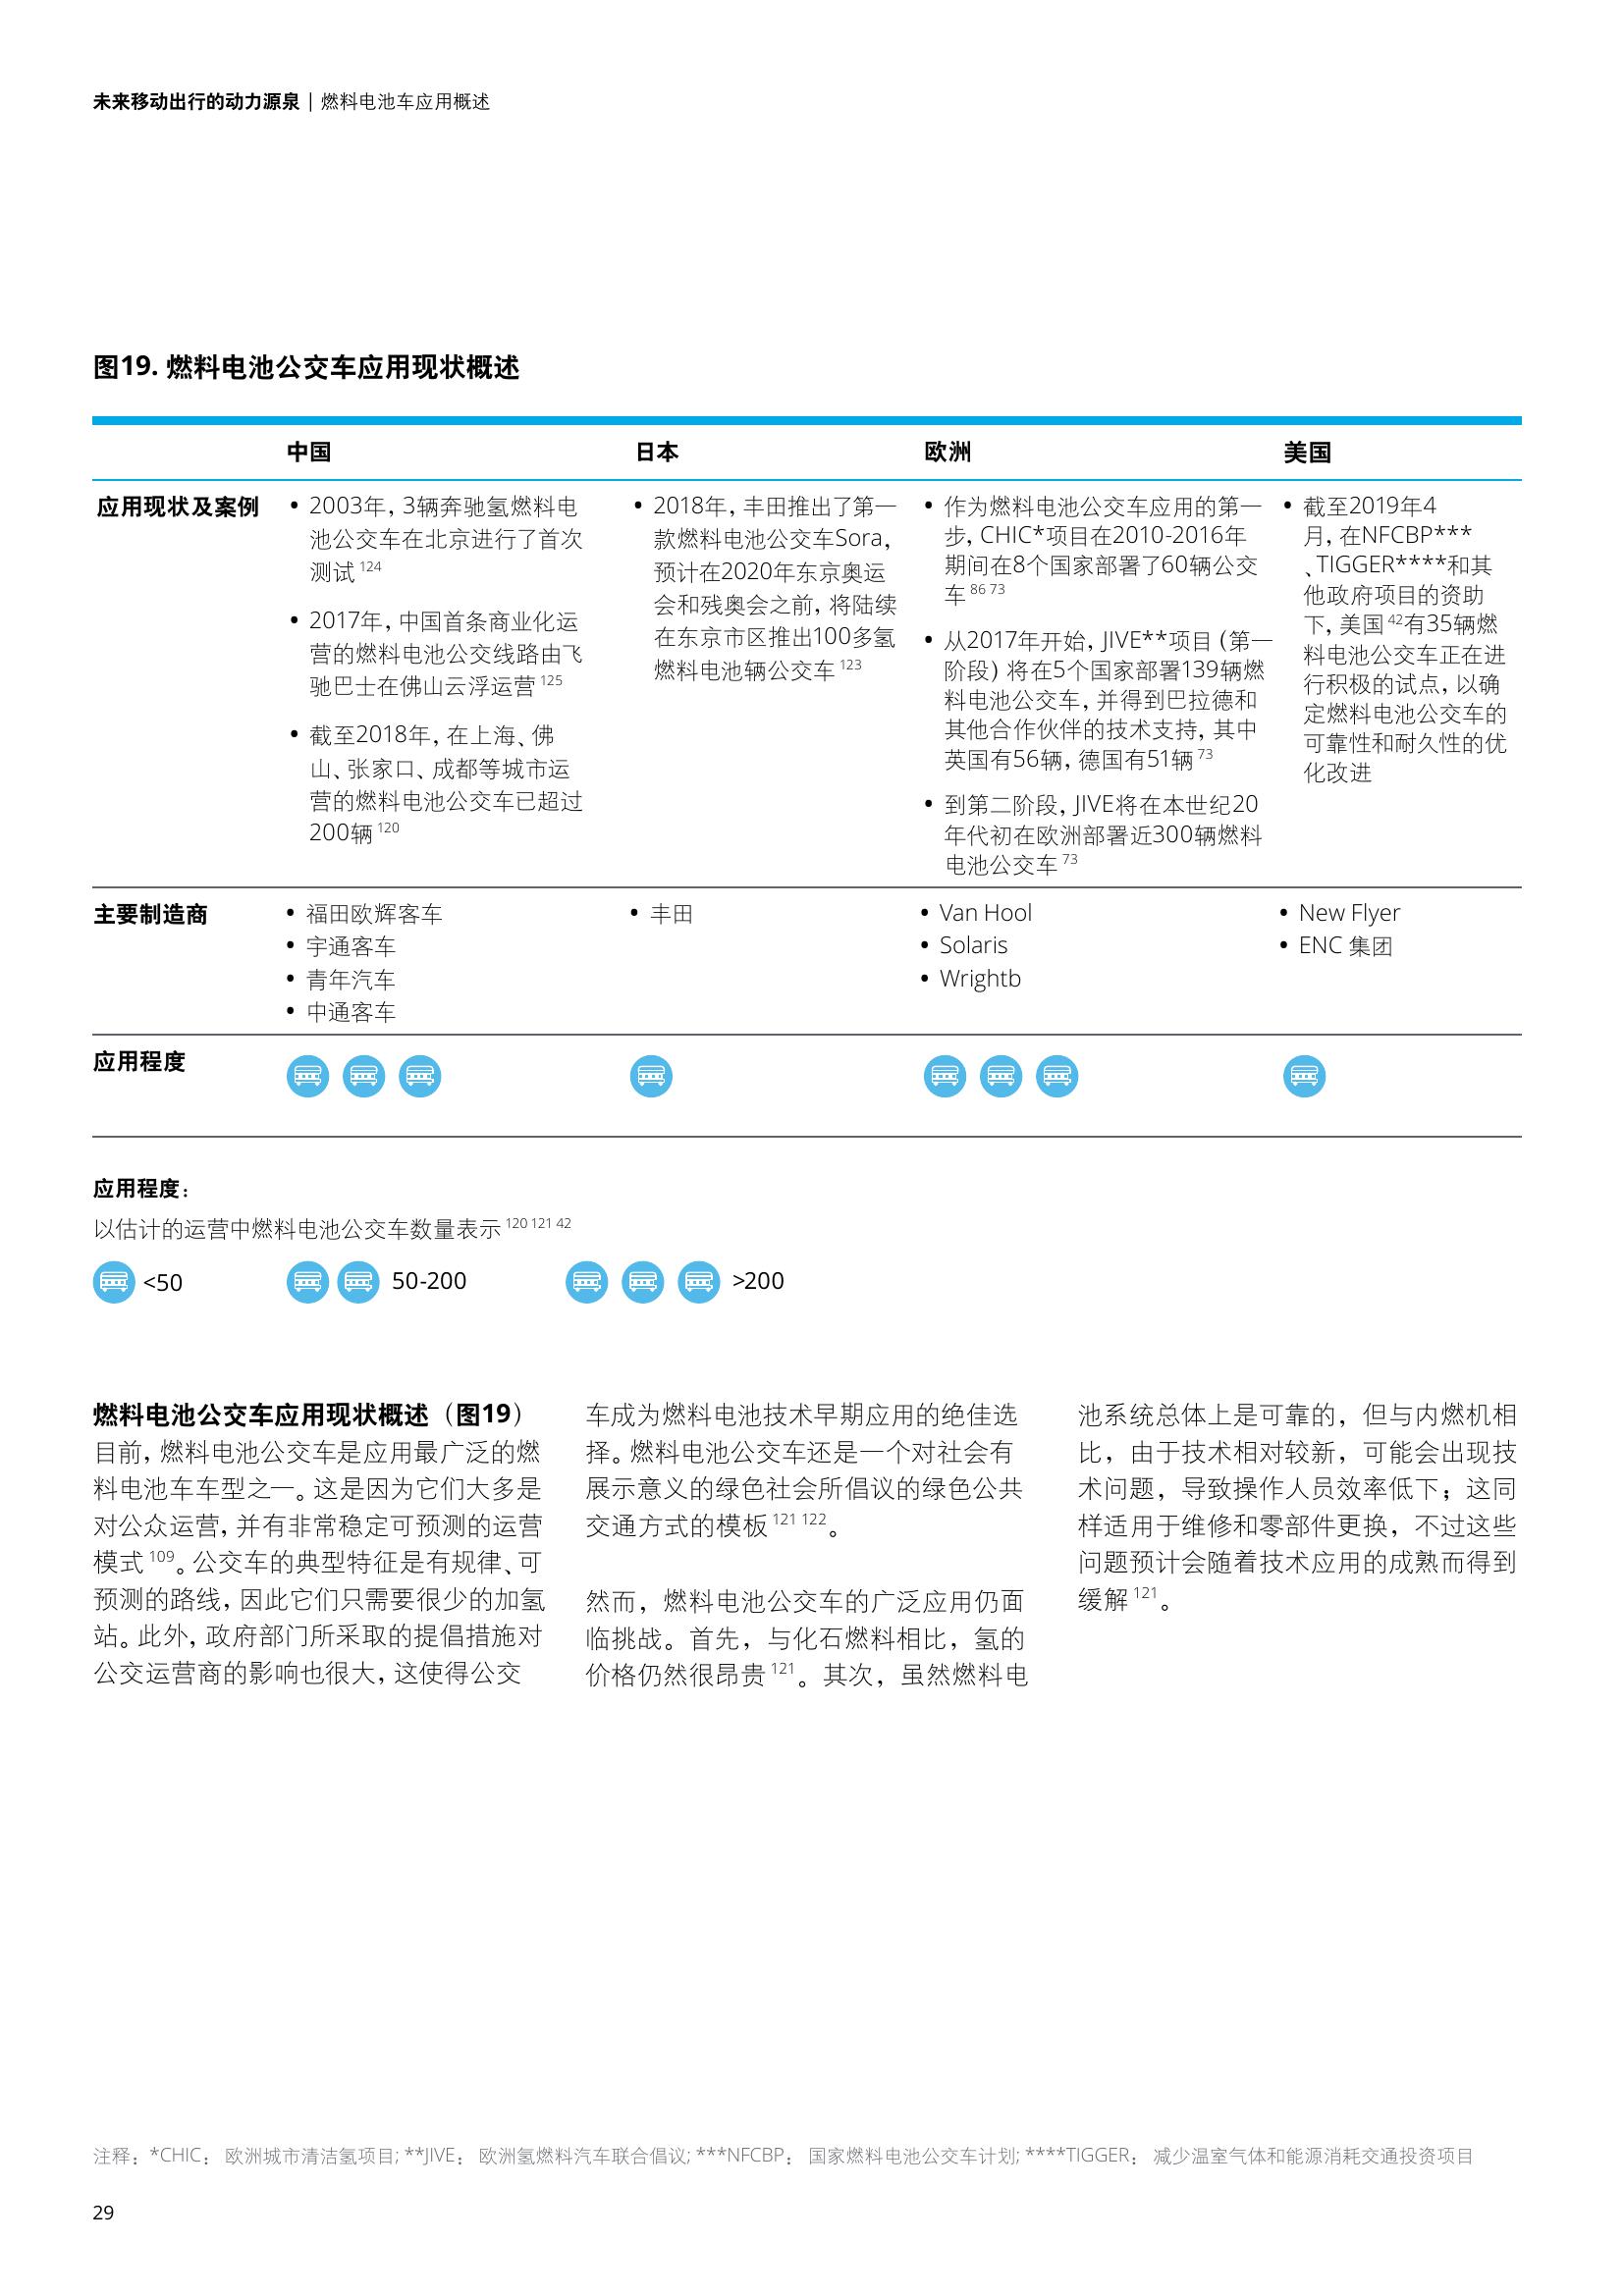 未来移动出行的动力源泉 | 燃料电池车应用概述
图19. 燃料电池公交车应用现状概述
中国
日本
欧洲
美国
应用现状及案例
• 2003年, 3辆奔驰氢燃料电
池公交车在北京进行了首次
测试 124
• 2017年, 中国首条商业化运
营的燃料电池公交线路由飞
驰巴士在佛山云浮运营 125
• 截至2018年, 在上海、佛
山、张家口、成都等城市运
营的燃料电池公交车已超过
200辆 120
• 2018年, 丰田推出了第一
款燃料电池公交车Sora,
预计在2020年东京奥运
会和残奥会之前, 将陆续
在东京市区推出100多氢
燃料电池辆公交车 123
• 作为燃料电池公交车应用的第一
步, CHIC*项目在2010-2016年
期间在8个国家部署了60辆公交
车 86 73
• 从2017年开始, JIVE**项目 (第一
阶段) 将在5个国家部署139辆燃
料电池公交车, 并得到巴拉德和
其他合作伙伴的技术支持, 其中
英国有56辆, 德国有51辆 73
• 到第二阶段, JIVE将在本世纪20
年代初在欧洲部署近300辆燃料
电池公交车 73
• 截至2019年4
月, 在NFCBP***
、TIGGER****和其
他政府项目的资助
下, 美国 42有35辆燃
料电池公交车正在进
行积极的试点, 以确
定燃料电池公交车的
可靠性和耐久性的优
化改进
主要制造商
• 福田欧辉客车
• 宇通客车
• 青年汽车
• 中通客车
• 丰田
• Van Hool
• Solaris
• Wrightb
• New Flyer
• ENC 集团
应用程度
应用程度：
以估计的运营中燃料电池公交车数量表示 120 121 42
<50
50-200
>200
燃料电池公交车应用现状概述（图19）
目前, 燃料电池公交车是应用最广泛的燃
料电池车车型之一。这是因为它们大多是
对公众运营, 并有非常稳定可预测的运营
模式 109。公交车的典型特征是有规律、可
预测的路线, 因此它们只需要很少的加氢
站。此外, 政府部门所采取的提倡措施对
公交运营商的影响也很大, 这使得公交
车成为燃料电池技术早期应用的绝佳选
择。燃料电池公交车还是一个对社会有
展示意义的绿色社会所倡议的绿色公共
交通方式的模板 121 122。
然而，燃料电池公交车的广泛应用仍面
临挑战。首先，与化石燃料相比，氢的
价格仍然很昂贵 121。其次，虽然燃料电
池系统总体上是可靠的，但与内燃机相
比，由于技术相对较新，可能会出现技
术问题，导致操作人员效率低下；这同
样适用于维修和零部件更换，不过这些
问题预计会随着技术应用的成熟而得到
缓解 121。
注释：*CHIC： 欧洲城市清洁氢项目; **JIVE： 欧洲氢燃料汽车联合倡议; ***NFCBP： 国家燃料电池公交车计划; ****TIGGER： 减少温室气体和能源消耗交通投资项目
29